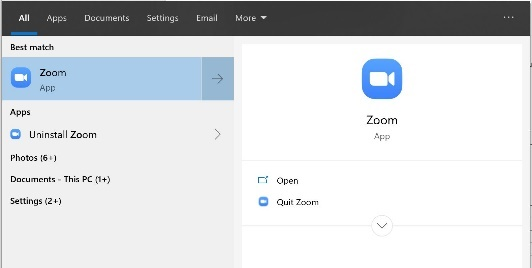 All Apps Documents Settings Email More
Best match
Zoom
App
Apps
Uninstall Zoom
Photos (6+)
Documents - This PC (1+)
Settings (2+)
Zoom
App
Open
Quit Zoom